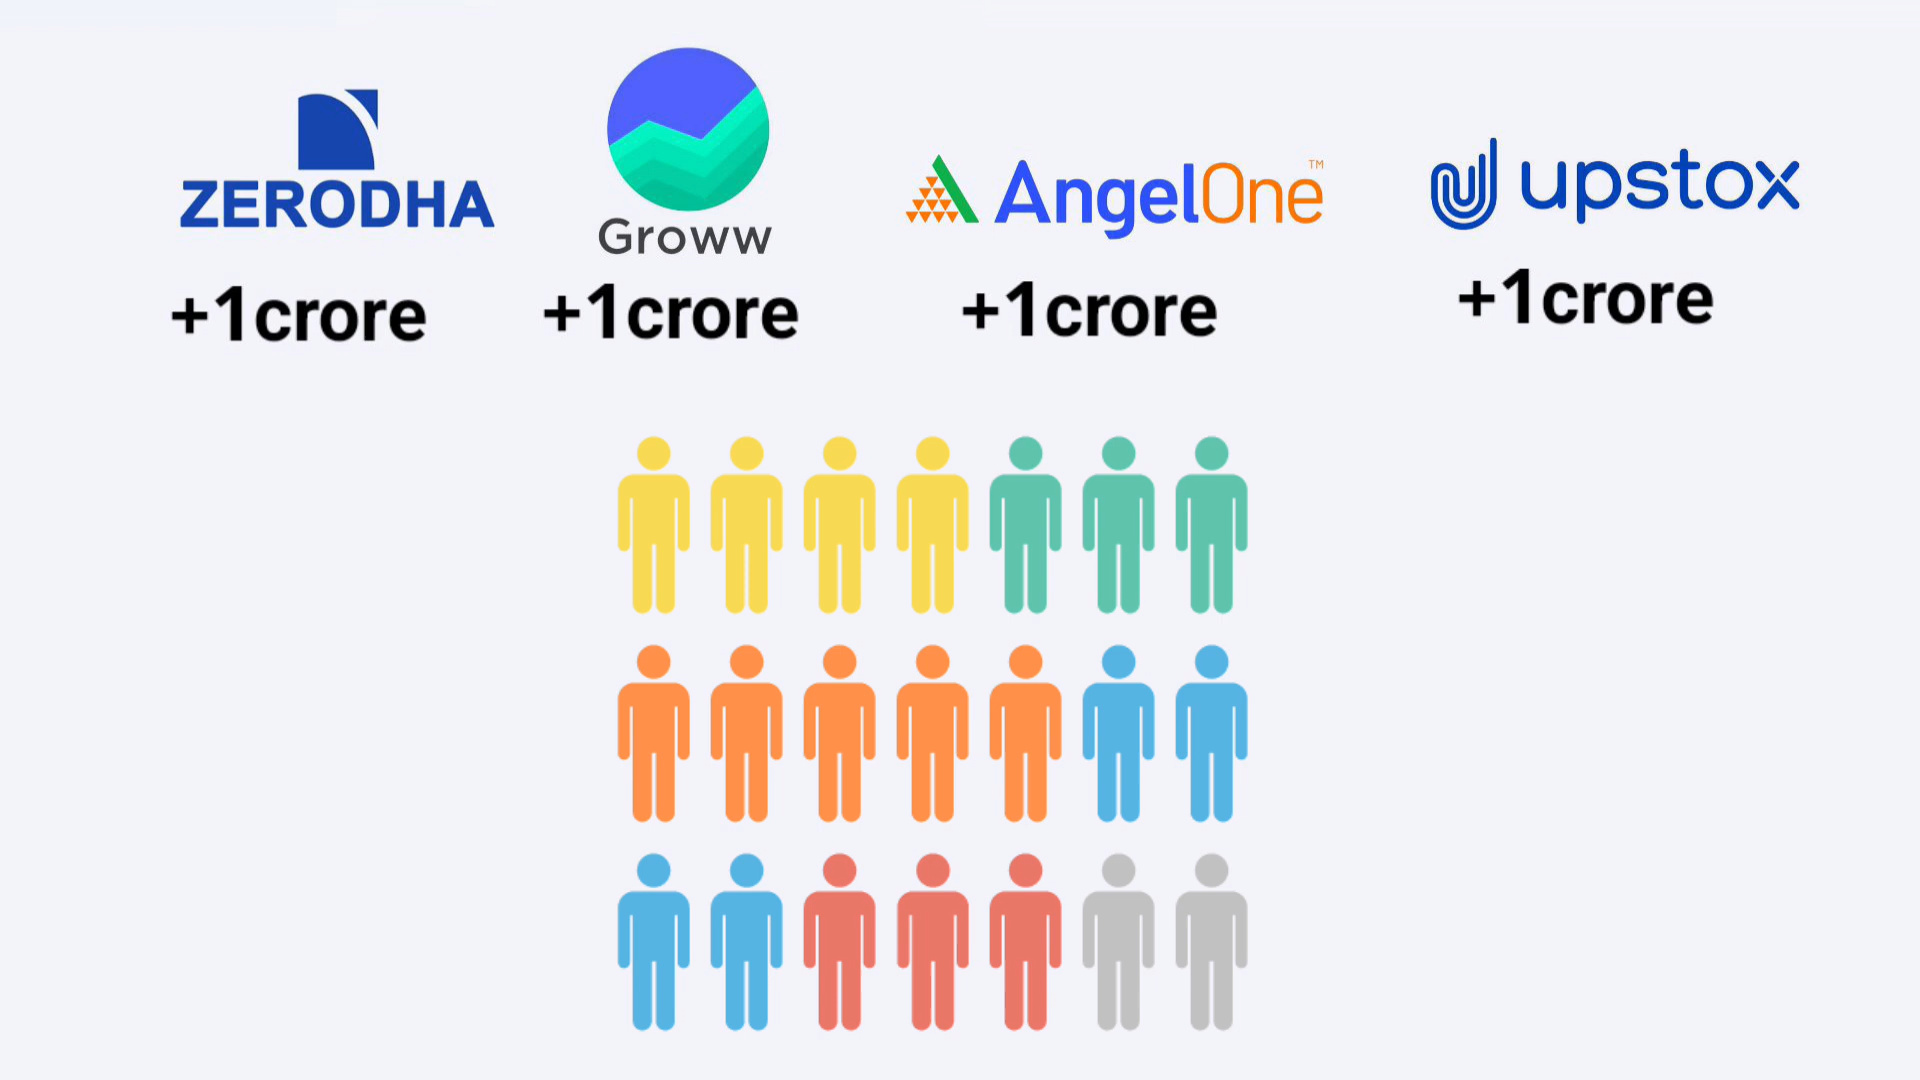 ZERODHA
Groww
AngelOne™
upstox
+1crore
+1crore
+1crore
+1crore